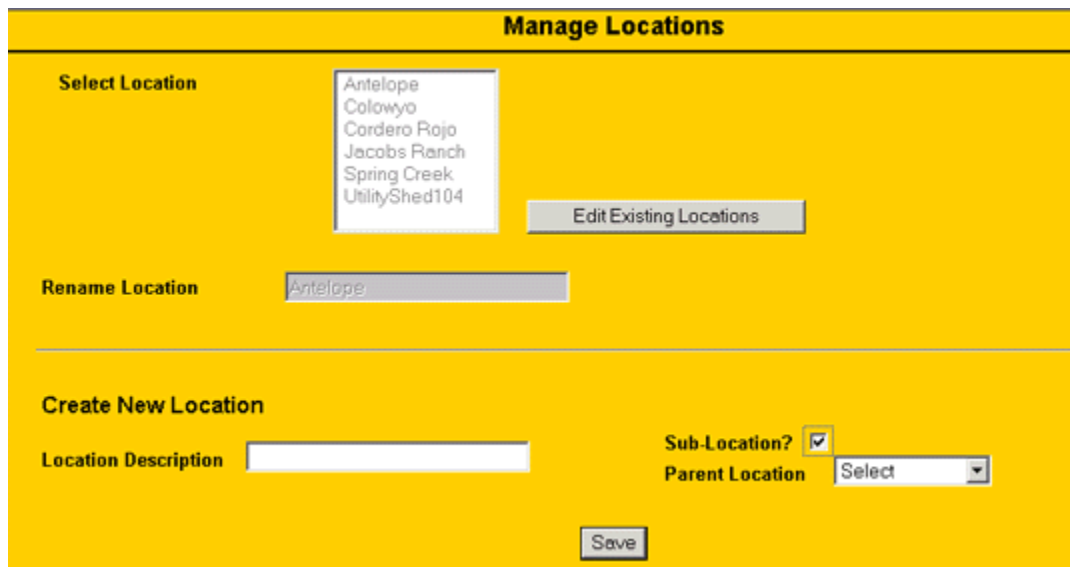 Manage Locations
Select Location
Antelope
Colowyo
Cordero Rojo
Jacobs Ranch
Spring Creek
UtilityShed104
Edit Existing Locations
Rename Location
Antelope
Create New Location
Location Description
Sub-Location?
Parent Location
Select
Save